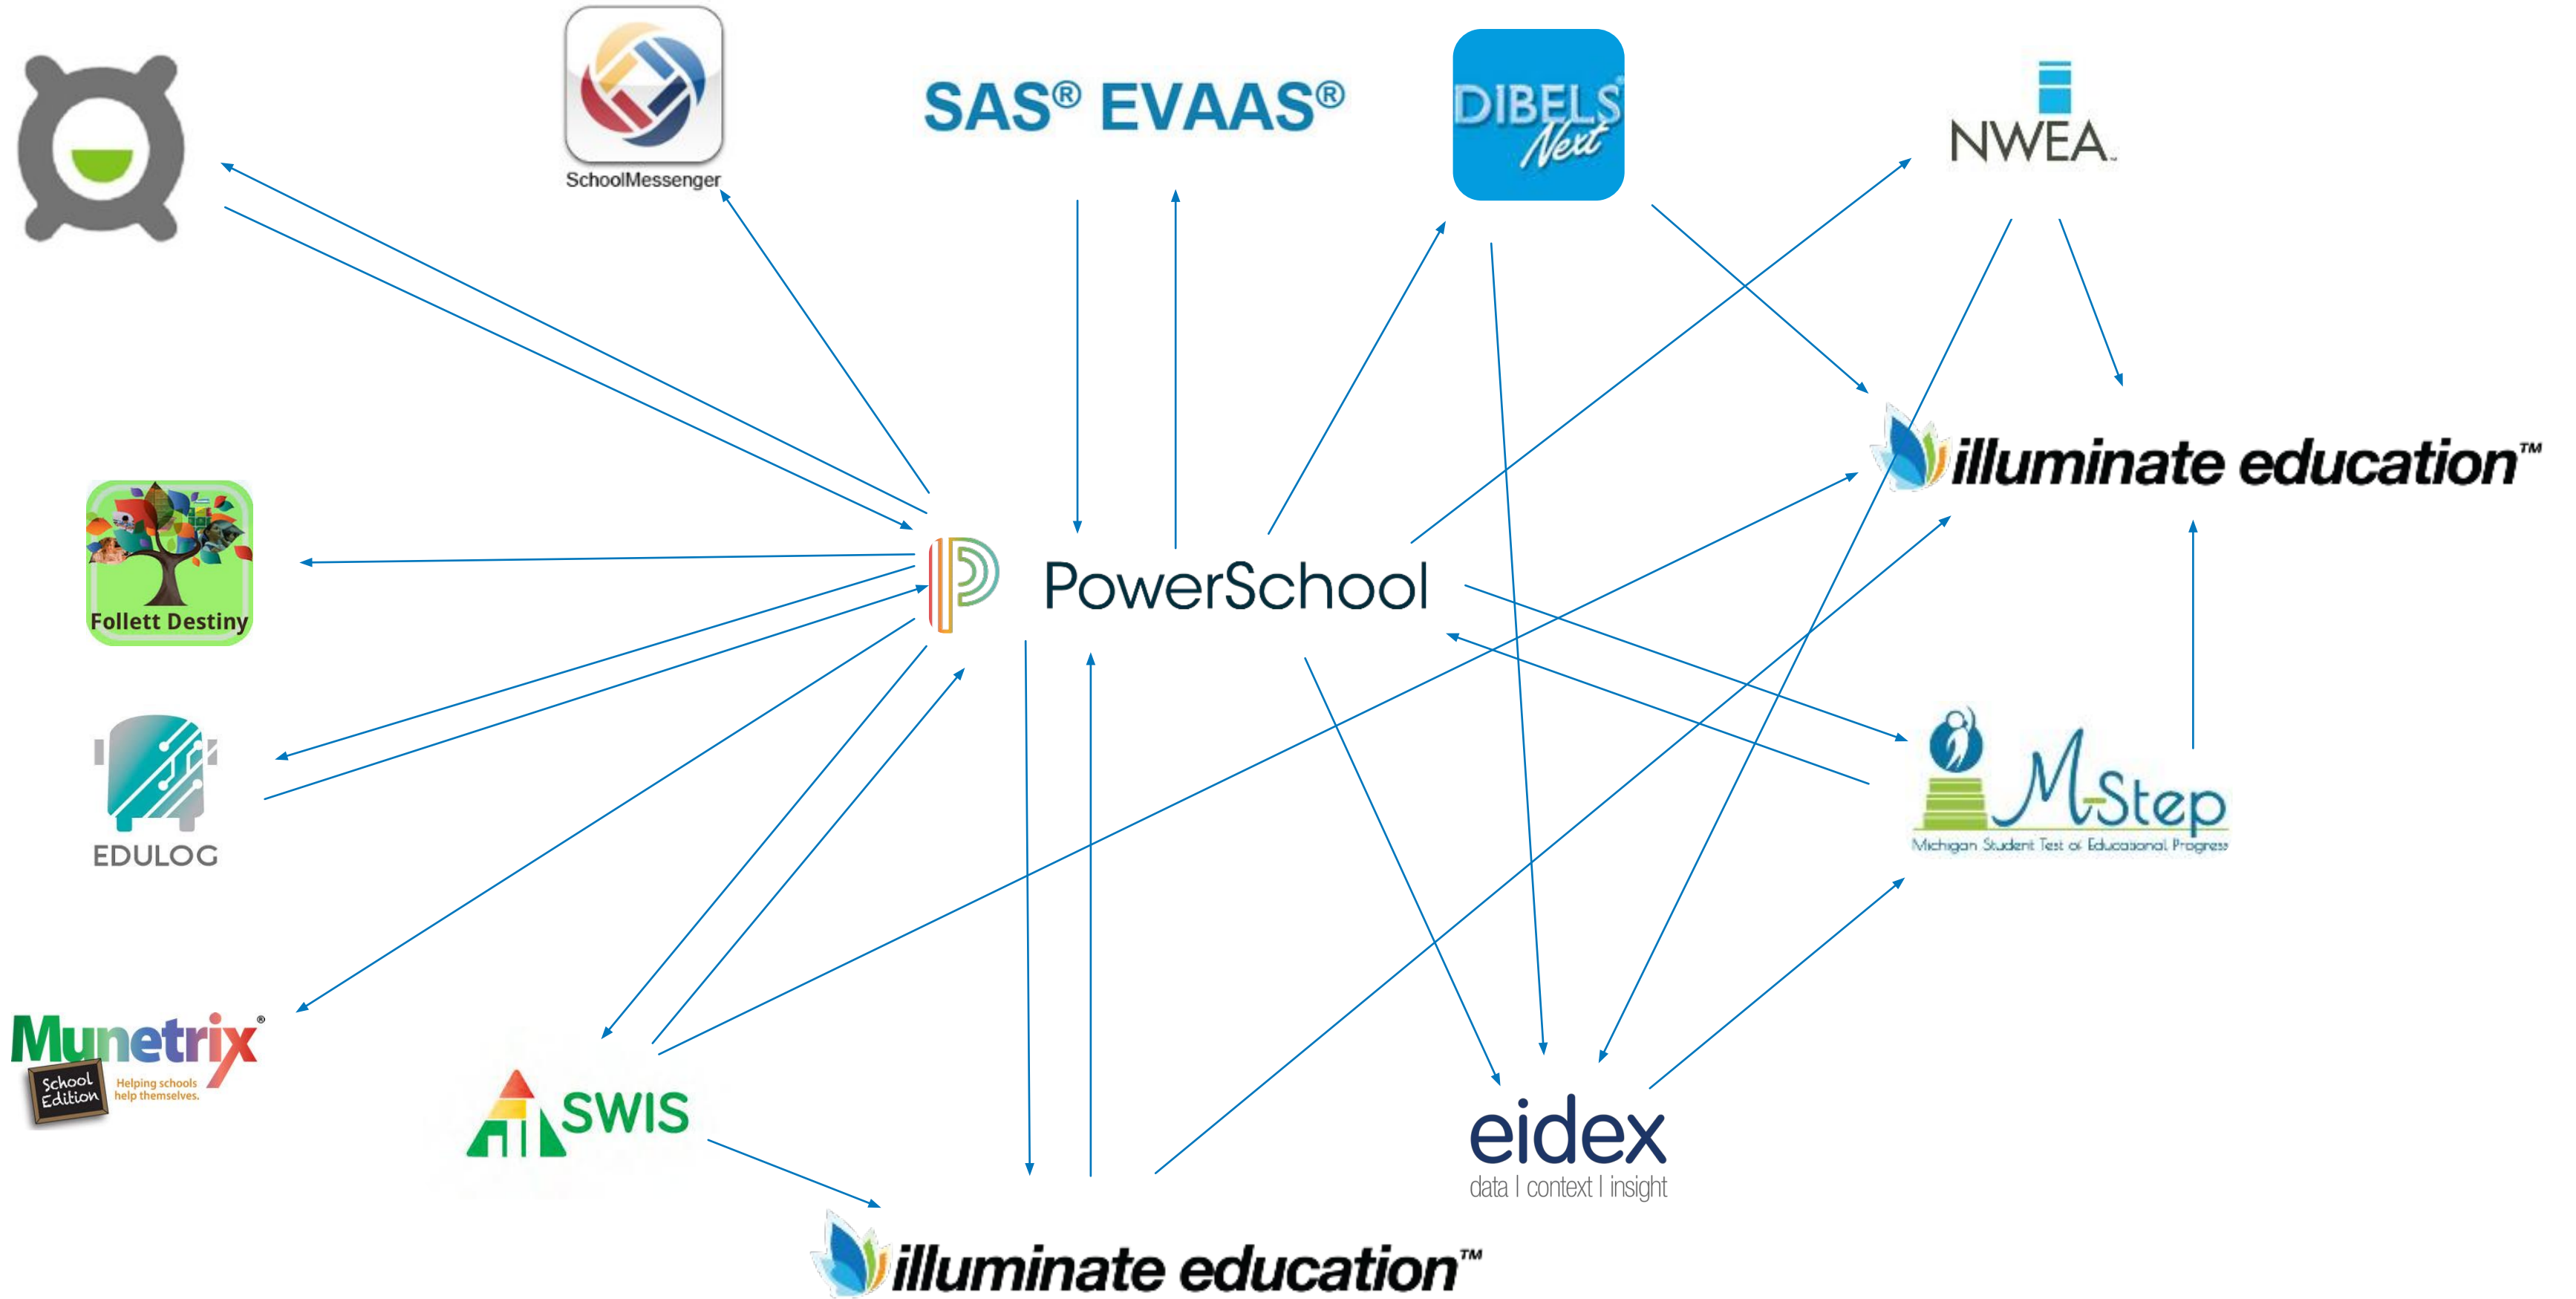 SAS® EVAAS®
DIBELS®
Next
NWEA™
SchoolMessenger
illuminate education™
PowerSchool
Follett Destiny
M-Step
Michigan Student Test of Educational Progress
EDULOG
Munetrix®
School
Edition
Helping schools
help themselves.
SWIS
eidex
data | context | insight
illuminate education™